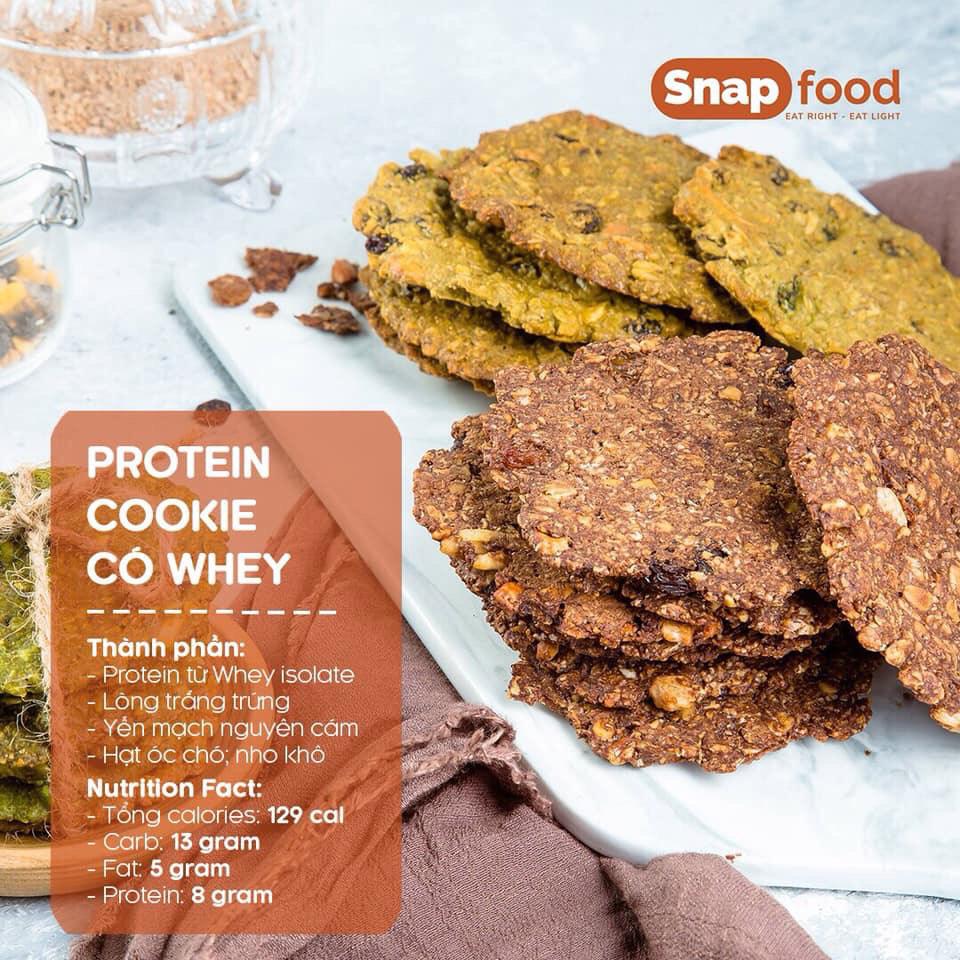 Snap food
EAT RIGHT - EAT LIGHT
PROTEIN
COOKIE
CÓ WHEY
Thành phần:
- Protein từ Whey isolate
- Lòng trắng trứng
- Yến mạch nguyên cám
- Hạt óc chó; nho khô
Nutrition Fact:
- Tổng calories: 129 cal
- Carb: 13 gram
- Fat: 5 gram
- Protein: 8 gram